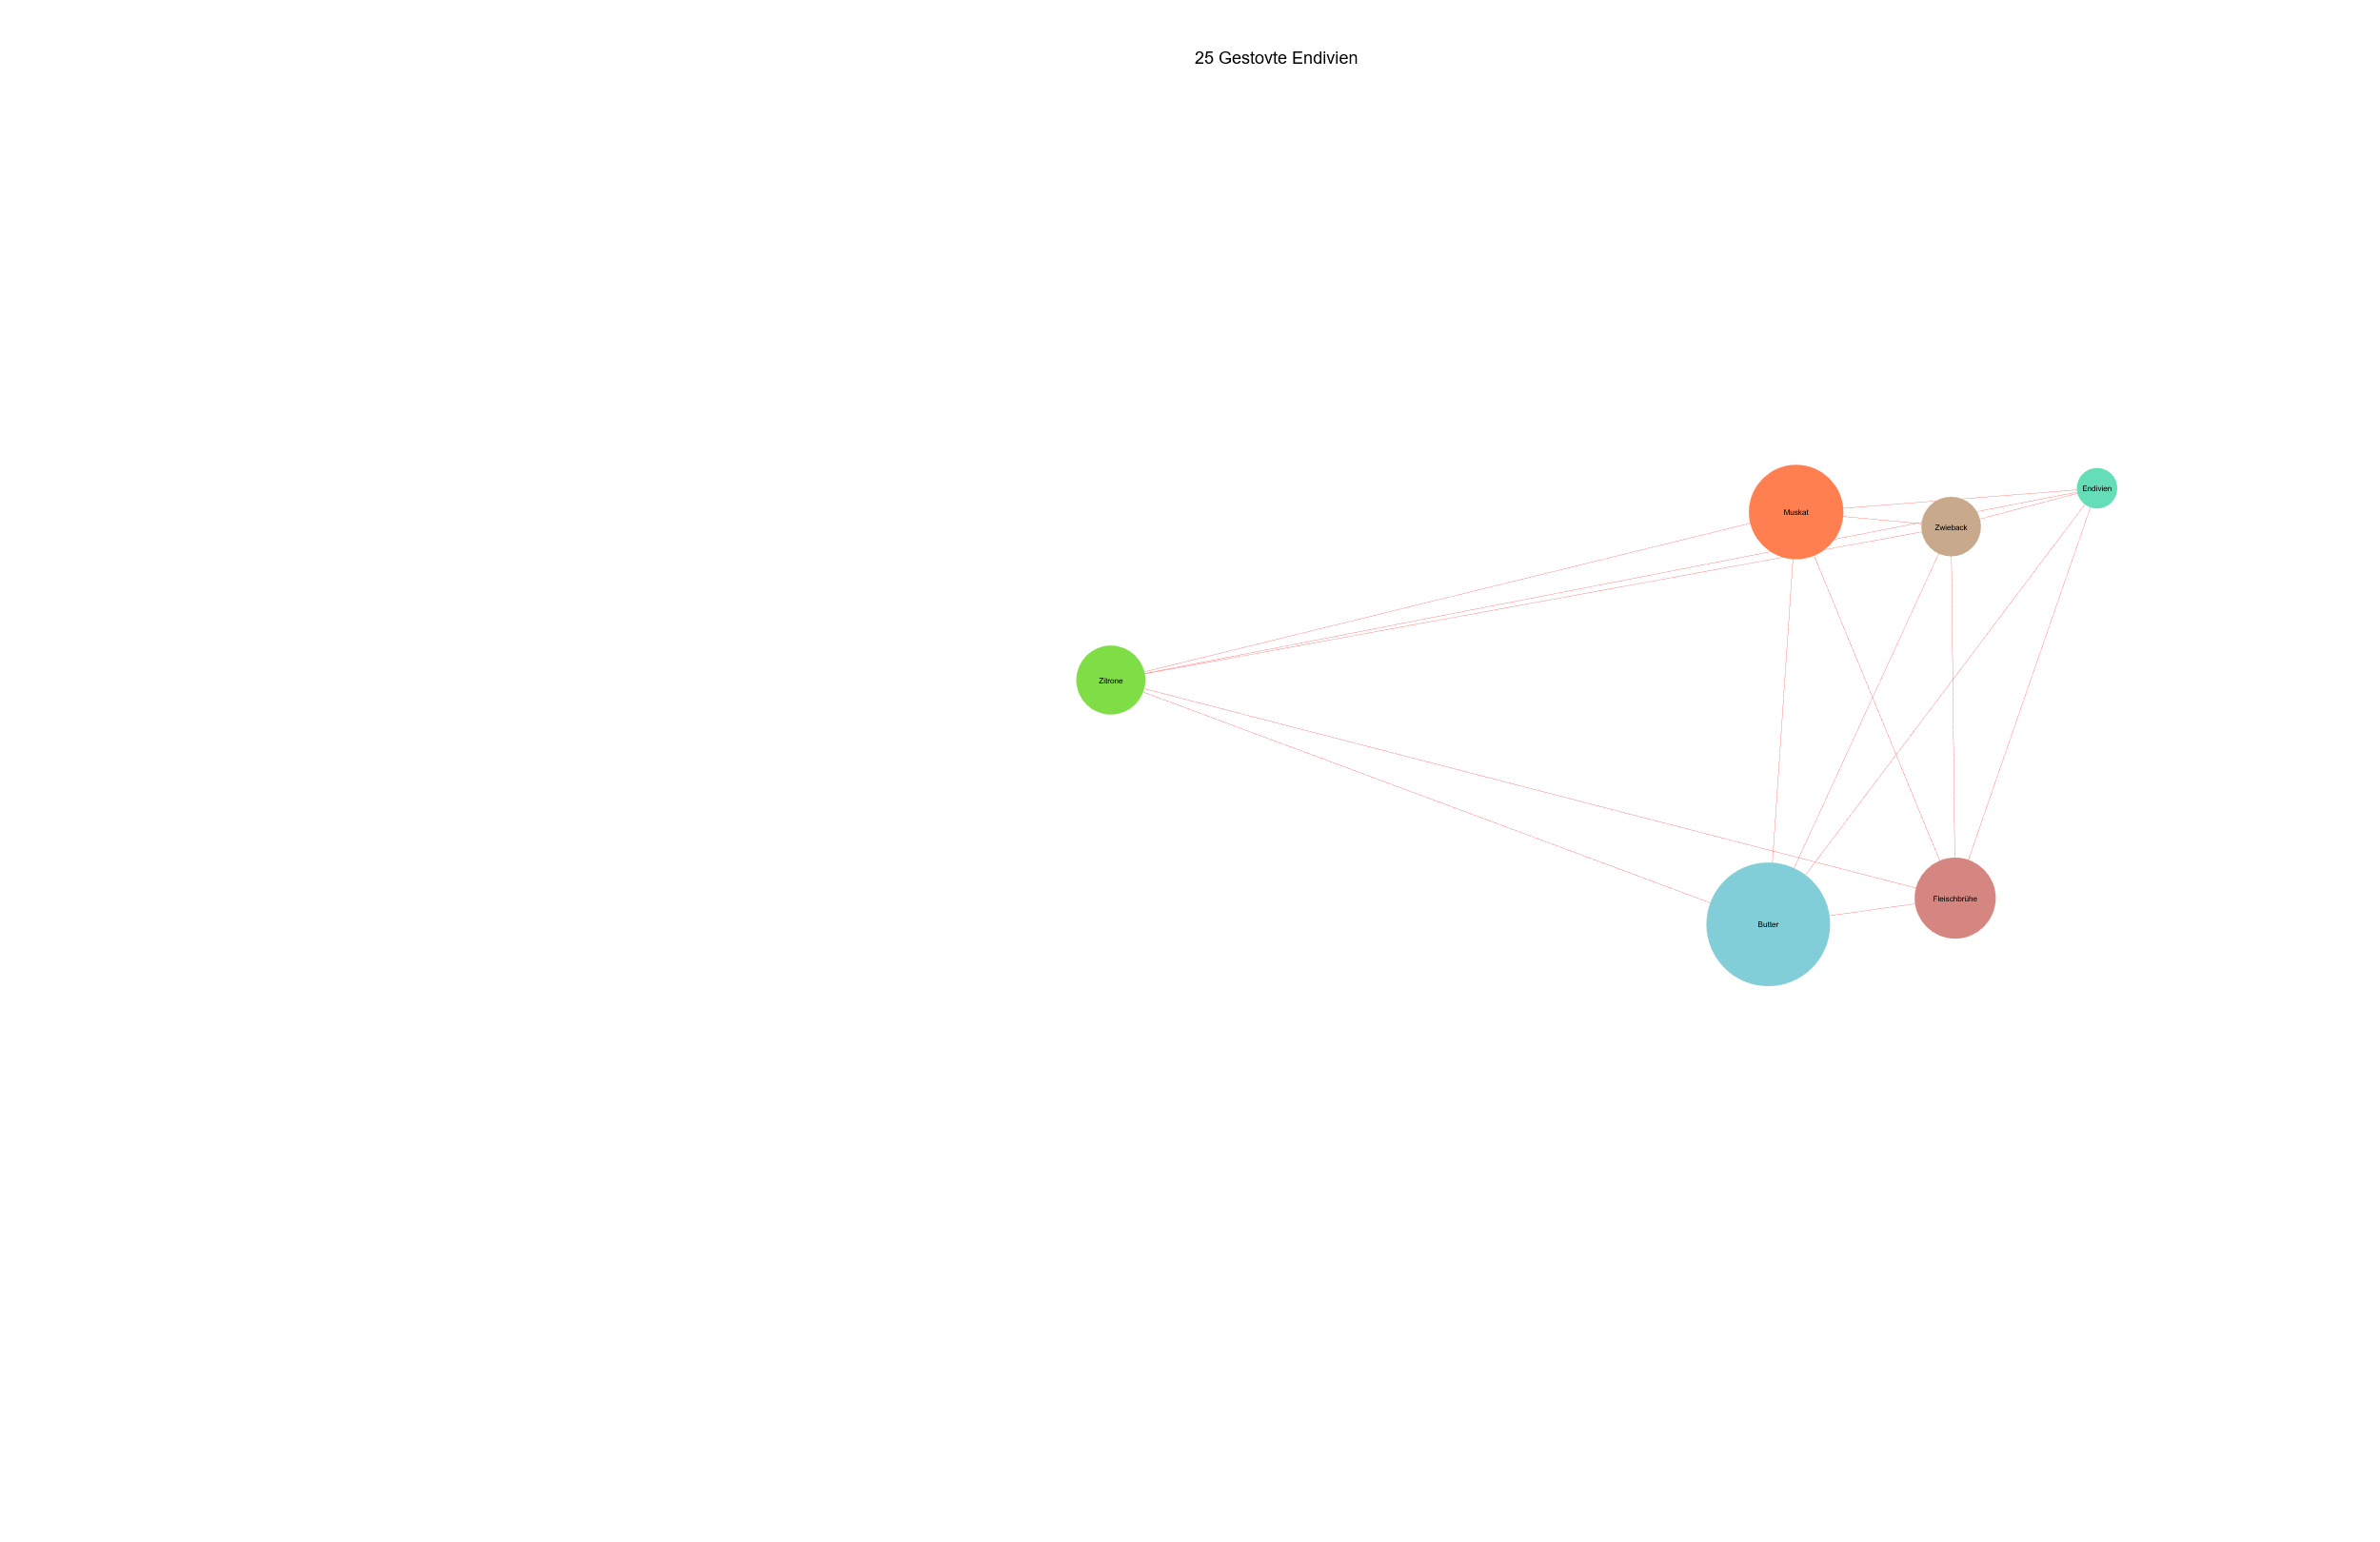 25 Gestovte Endivien
Endivien
Muskat
Zwieback
Zitrone
Fleischbrühe
Butter